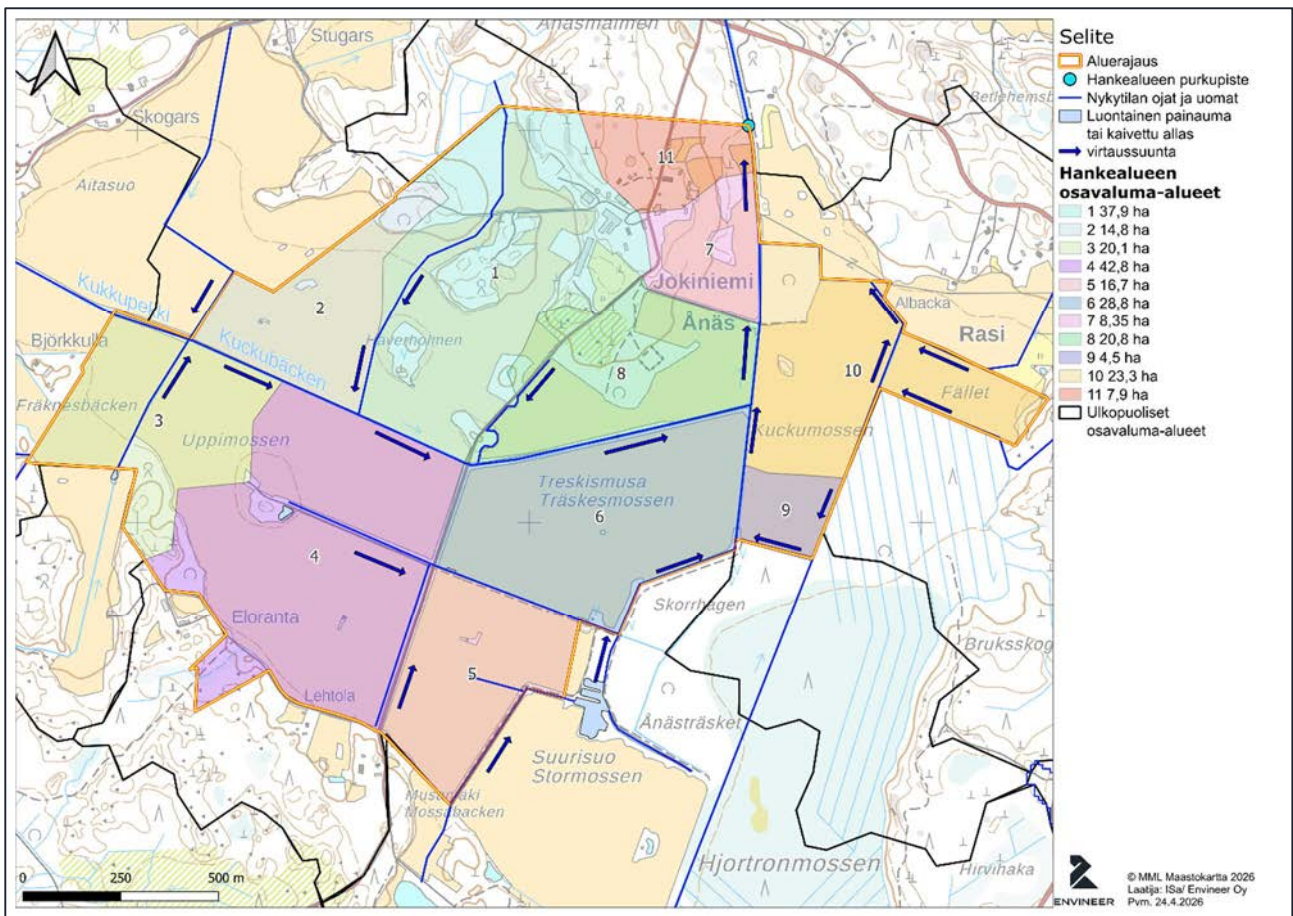 Ånäsmalmen
Stugars
Skogars
Aitasuo
11
1
7
Jokiniemi
2
Kukkupekki
Kuckubäcken
Haverholmen
Ånäs
Albacka
Rasi
Björkkulla
Fräknesbäcken
3
Uppimossen
8
10
Fället
Kuckumossen
Treskismusa
Träskesmossen
6
9
4
Eloranta
Lehtola
5
Skorrhagen
Bruksskog
Ånästräsket
Suurisuo
Stormossen
Musamäki
Mossabacken
Hjortronmossen
Hirvihaka
0 250 500 m
Selite
Aluerajaus
Hankealueen purkupiste
Nykytilan ojat ja uomat
Luontainen painauma
tai kaivettu allas
virtaussuunta
Hankealueen
osavaluma-alueet
1 37,9 ha
2 14,8 ha
3 20,1 ha
4 42,8 ha
5 16,7 ha
6 28,8 ha
7 8,35 ha
8 20,8 ha
9 4,5 ha
10 23,3 ha
11 7,9 ha
Ulkopuoliset
osavaluma-alueet
ENVINEER
© MML Maastokartta 2026
Laatija: ISa/ Envineer Oy
Pvm. 24.4.2026